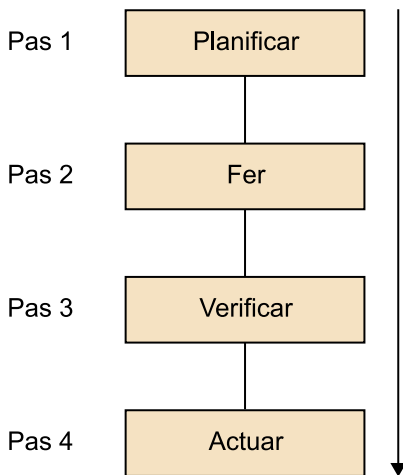 Pas 1 Planificar
Pas 2 Fer
Pas 3 Verificar
Pas 4 Actuar